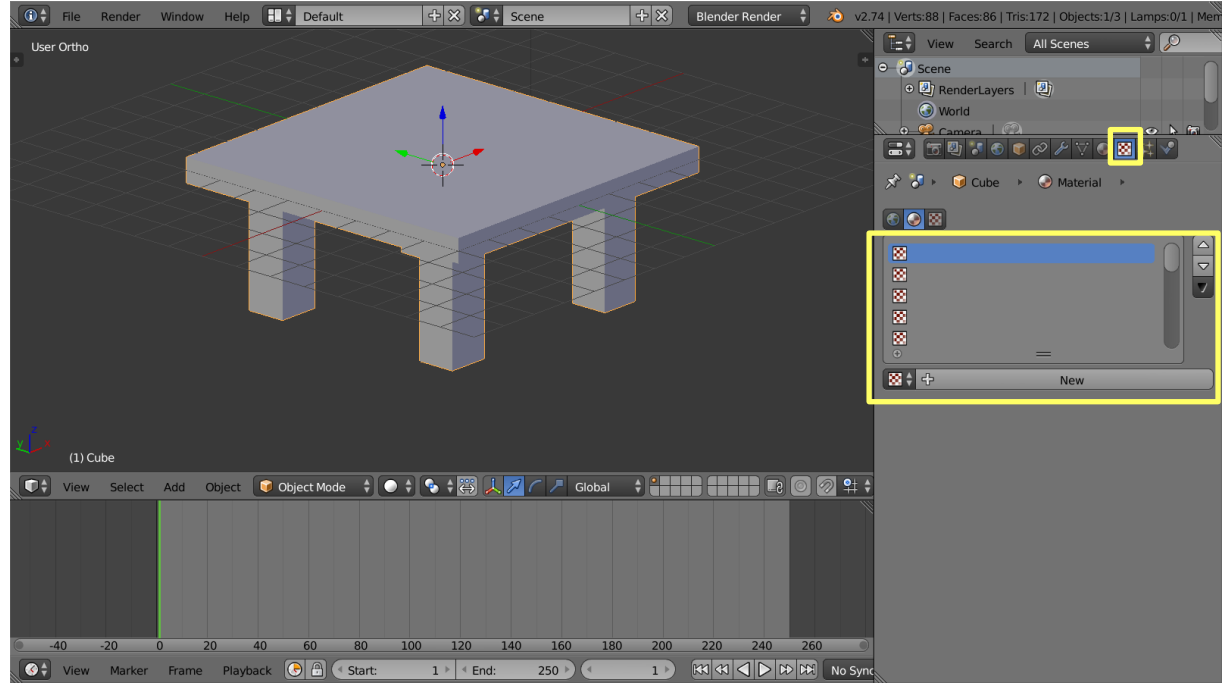 File Render Window Help Default Scene Blender Render v2.74 | Verts:88 | Faces:86 | Tris:172 | Objects:1/3 | Lamps:0/1 | Mem
User Ortho
View Search All Scenes
Scene
RenderLayers
World
Camera
Cube Material
New
z
y x
(1) Cube
View Select Add Object Object Mode Global
-40 -20 0 20 40 60 80 100 120 140 160 180 200 220 240 260
View Marker Frame Playback Start: 1 End: 250 1 No Sync